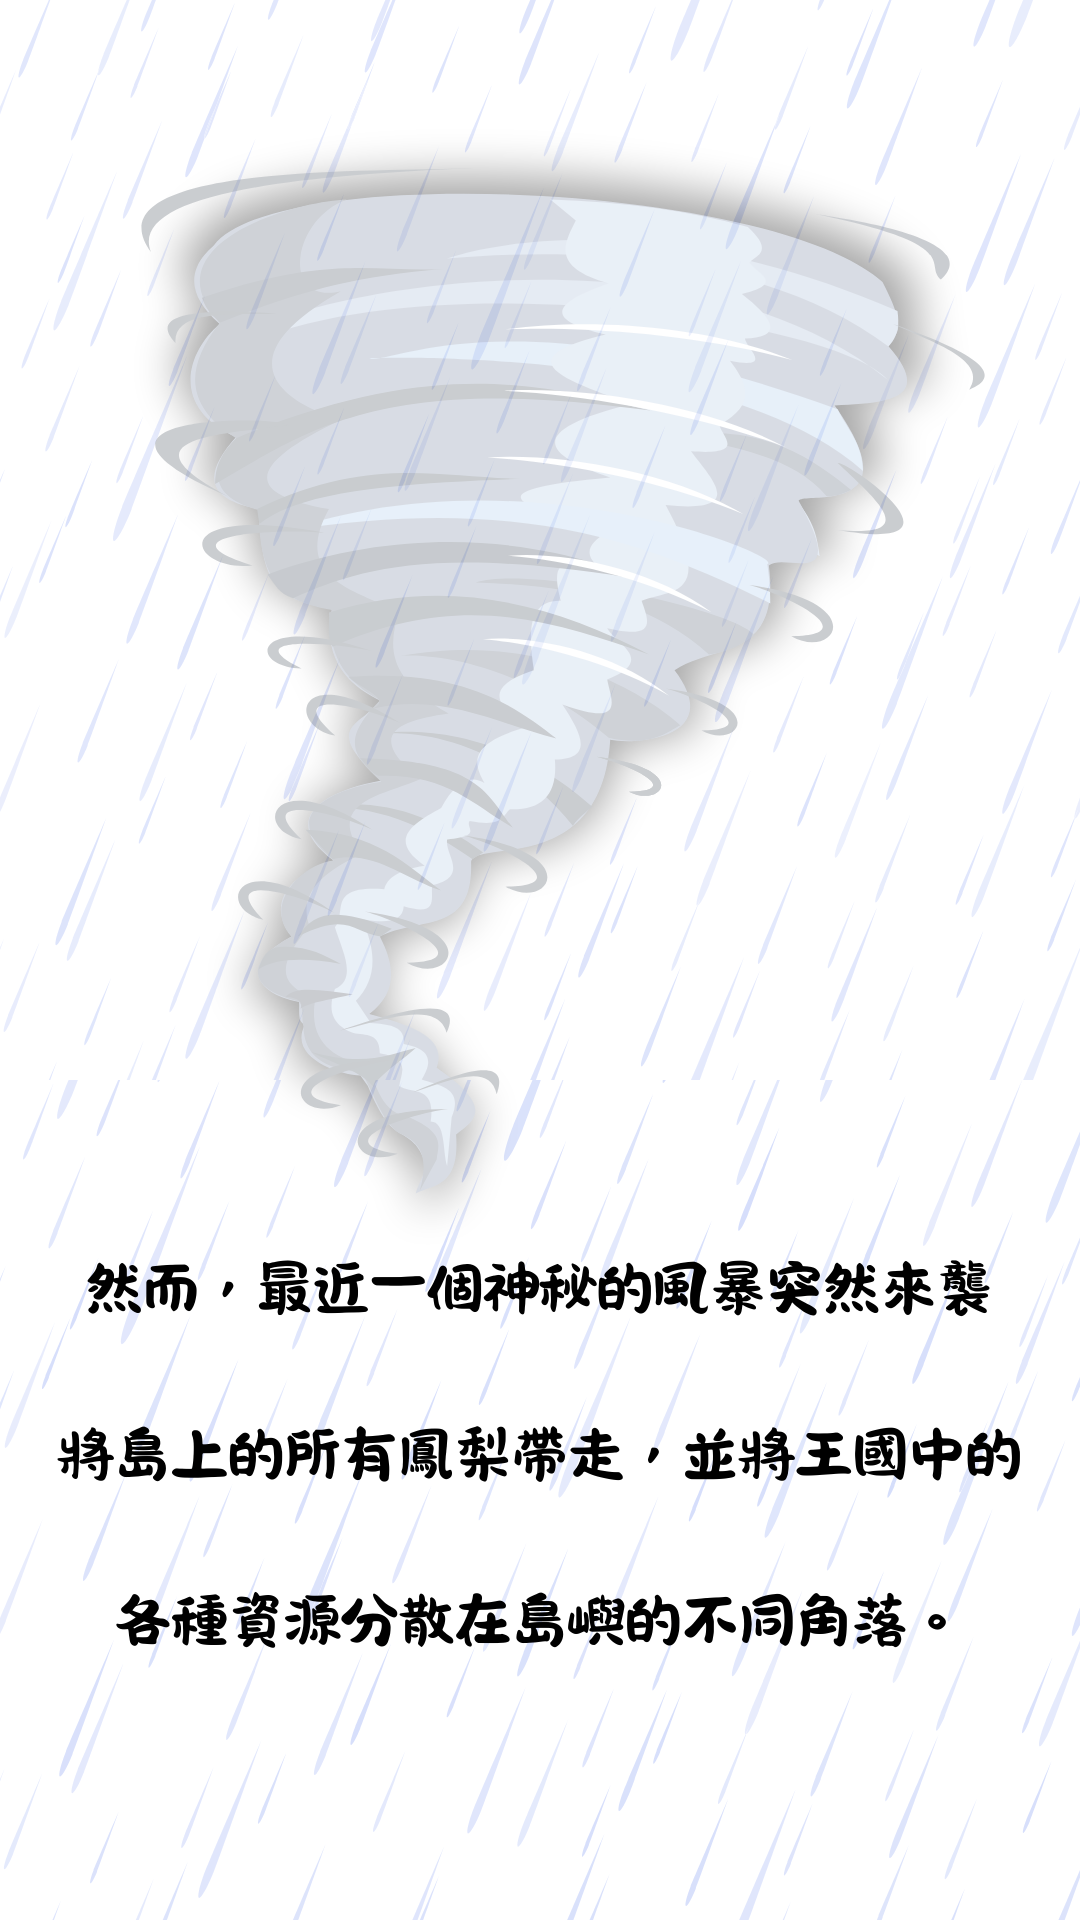 然而，最近一個神秘的風暴突然來襲
將島上的所有鳳梨帶走，並將王國中的
各種資源分散在島嶼的不同角落。